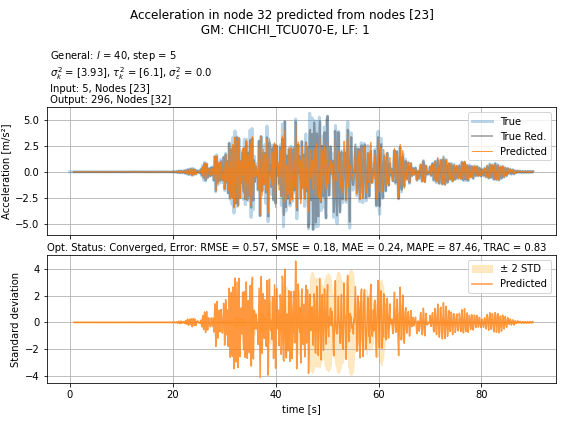 Acceleration in node 32 predicted from nodes [23]
GM: CHICHI_TCU070-E, LF: 1
General: l = 40, step = 5
σ²ₖ = [3.93], τ²ₖ = [6.1], σ²ε = 0.0
Input: 5, Nodes [23]
Output: 296, Nodes [32]
Acceleration [m/s²]
5.0
2.5
0.0
−2.5
−5.0
True
True Red.
Predicted
Opt. Status: Converged, Error: RMSE = 0.57, SMSE = 0.18, MAE = 0.24, MAPE = 87.46, TRAC = 0.83
Standard deviation
4
2
0
−2
−4
± 2 STD
Predicted
0
20
40
60
80
time [s]